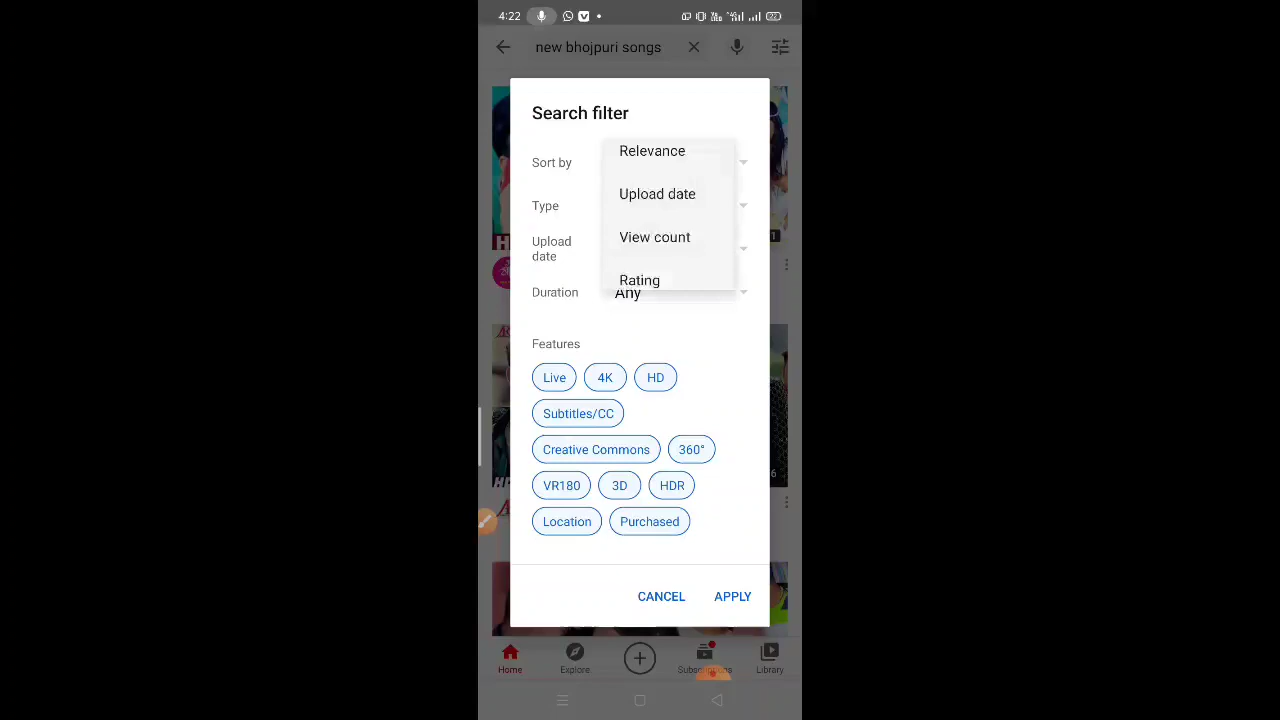 4:22
22
new bhojpuri songs
Search filter
Sort by
Relevance
Type
Upload date
Upload
date
View count
Rating
Duration
Any
Features
Live 4K HD
Subtitles/CC
Creative Commons 360°
VR180 3D HDR
Location Purchased
CANCEL APPLY
Home Explore Subscriptions Library